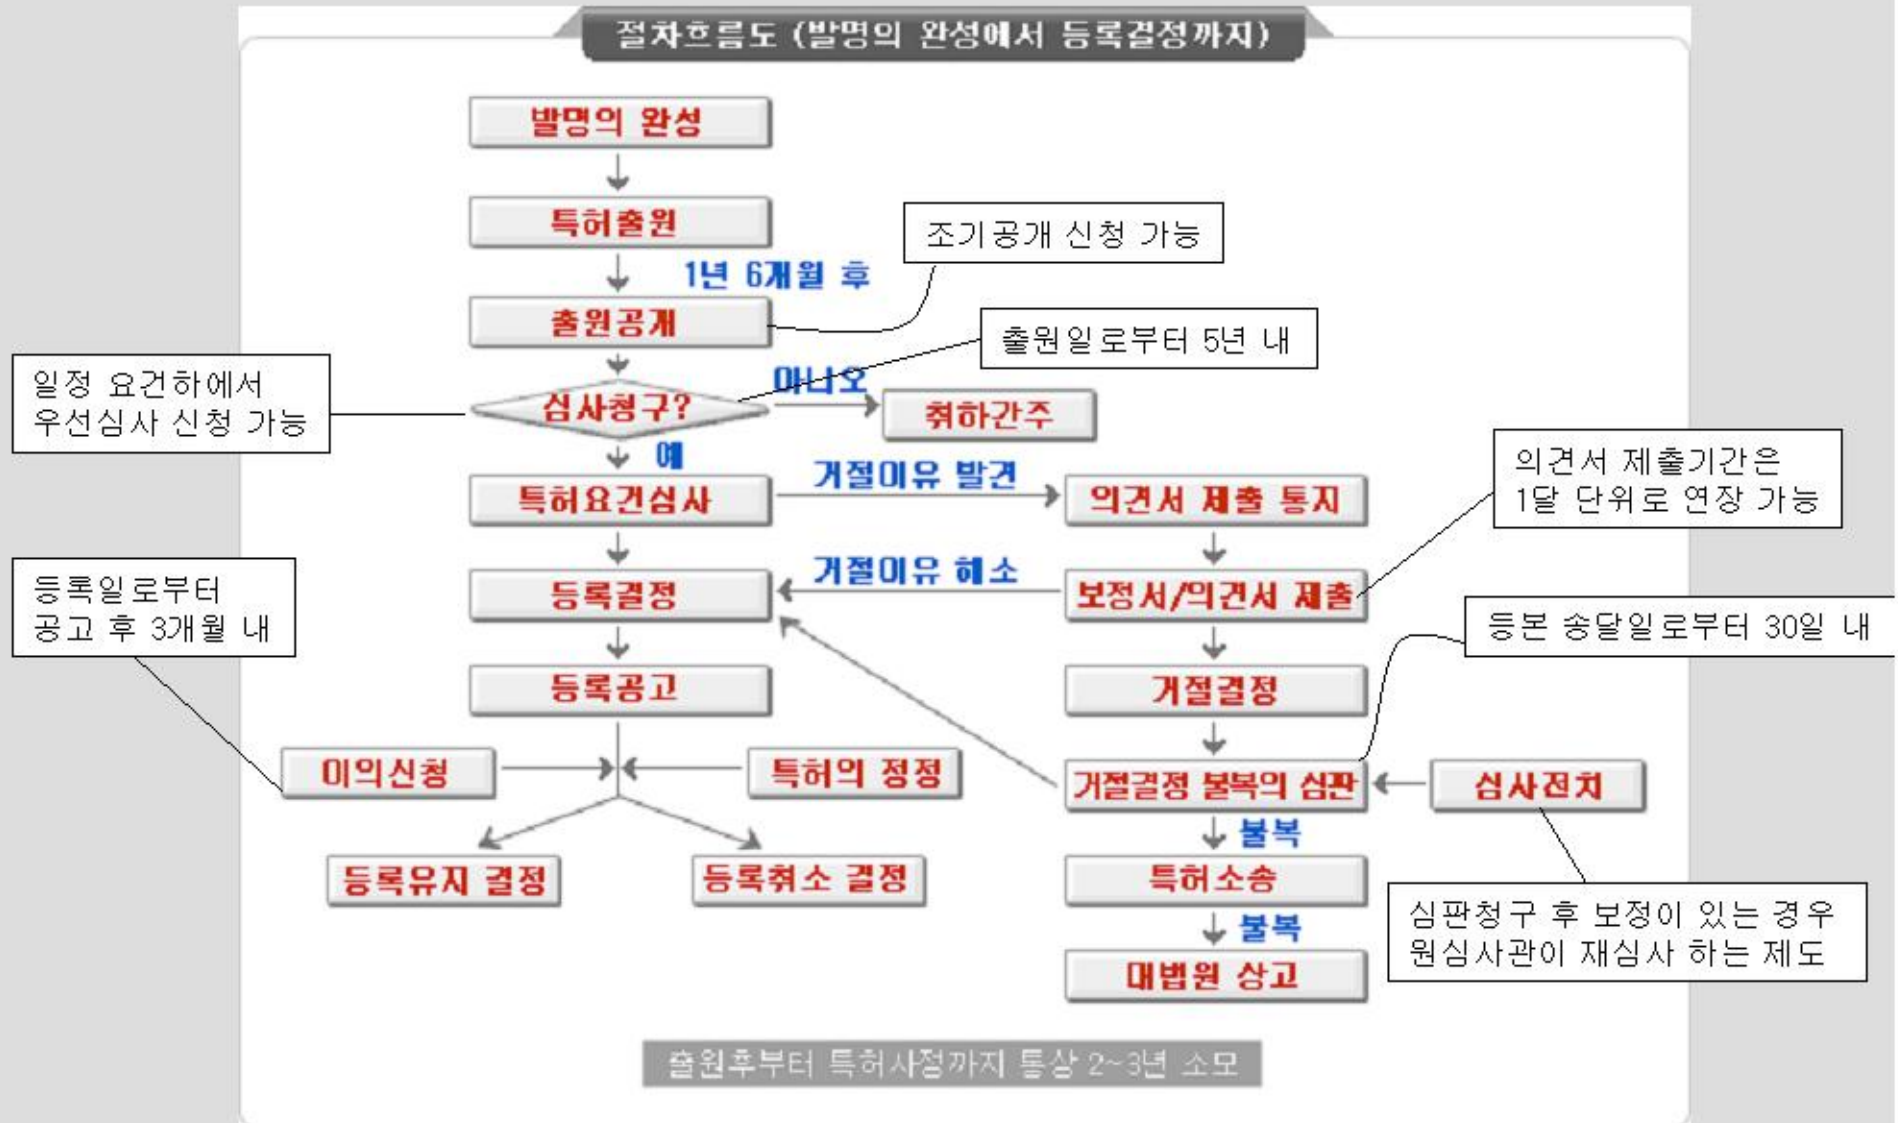 절차흐름도 (발명의 완성에서 등록결정까지)
발명의 완성
특허출원
조기공개 신청 가능
1년 6개월 후
출원공개
출원일로부터 5년 내
일정 요건하에서
우선심사 신청 가능
아니오
심사청구?
취하간주
예
거절이유 발견
의견서 제출기간은
1달 단위로 연장 가능
특허요건심사
의견서 제출 통지
등록일로부터
공고 후 3개월 내
거절이유 해소
등록결정
보정서/의견서 제출
등본 송달일로부터 30일 내
등록공고
거절결정
이의신청
특허의 정정
거절결정 불복의 심판
심사전치
불복
등록유지 결정
등록취소 결정
특허소송
심판청구 후 보정이 있는 경우
원심사관이 재심사 하는 제도
불복
대법원 상고
출원후부터 특허사정까지 통상 2~3년 소모